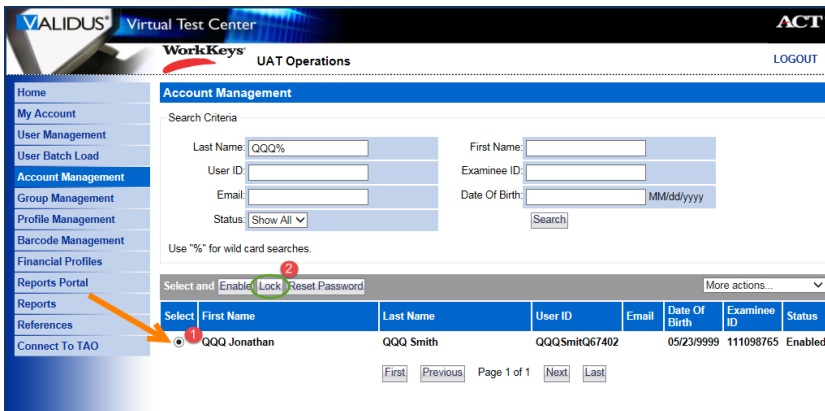 VALIDUS® Virtual Test Center ACT
WorkKeys® UAT Operations LOGOUT
Home
My Account
User Management
User Batch Load
Account Management
Group Management
Profile Management
Barcode Management
Financial Profiles
Reports Portal
Reports
References
Connect To TAO
Account Management
Search Criteria
Last Name: QQQ% First Name:
User ID: Examinee ID:
Email: Date Of Birth: MM/dd/yyyy
Status: Show All Search
Use "%" for wild card searches.
2
Select and Enable Lock Reset Password More actions...
Select First Name Last Name User ID Email Date Of Birth Examinee ID Status
1 QQQ Jonathan QQQ Smith QQQSmitQ67402 05/23/9999 111098765 Enabled
First Previous Page 1 of 1 Next Last